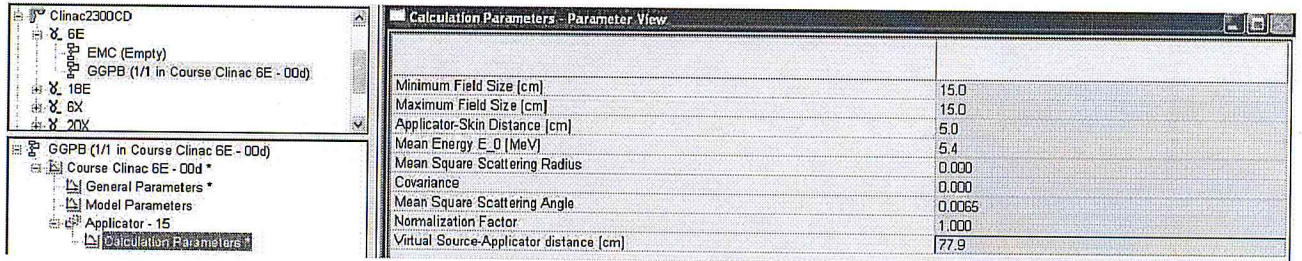 Clinac2300CD
6E
EMC (Empty)
GGPB (1/1 in Course Clinac 6E - 00d)
18E
6X
20X
GGPB (1/1 in Course Clinac 6E - 00d)
Course Clinac 6E - 00d *
General Parameters *
Model Parameters
Applicator - 15
Calculation Parameters *
Calculation Parameters - Parameter View
Minimum Field Size [cm] 15.0
Maximum Field Size [cm] 15.0
Applicator-Skin Distance [cm] 5.0
Mean Energy E_0 [MeV] 5.4
Mean Square Scattering Radius 0.000
Covariance 0.000
Mean Square Scattering Angle 0.0065
Normalization Factor 1.000
Virtual Source-Applicator distance [cm] 77.9